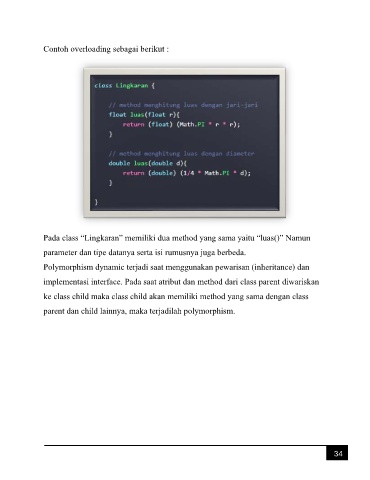 Contoh overloading sebagai berikut :
class Lingkaran {
// method menghitung luas dengan jari-jari
float luas(float r){
return (float) (Math.PI * r * r);
}
// method menghitung luas dengan diameter
double luas(double d){
return (double) (1/4 * Math.PI * d);
}
}
Pada class “Lingkaran” memiliki dua method yang sama yaitu “luas()” Namun
parameter dan tipe datanya serta isi rumusnya juga berbeda.
Polymorphism dynamic terjadi saat menggunakan pewarisan (inheritance) dan
implementasi interface. Pada saat atribut dan method dari class parent diwariskan
ke class child maka class child akan memiliki method yang sama dengan class
parent dan child lainnya, maka terjadilah polymorphism.
34